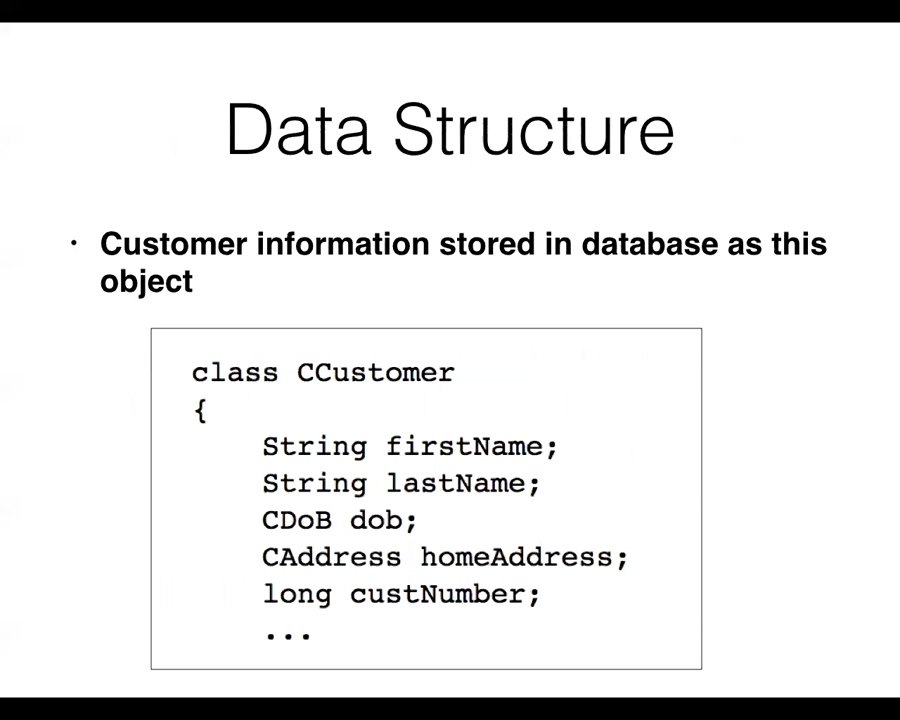 Data Structure
• Customer information stored in database as this
object
class CCustomer
{
String firstName;
String lastName;
CDoB dob;
CAddress homeAddress;
long custNumber;
...